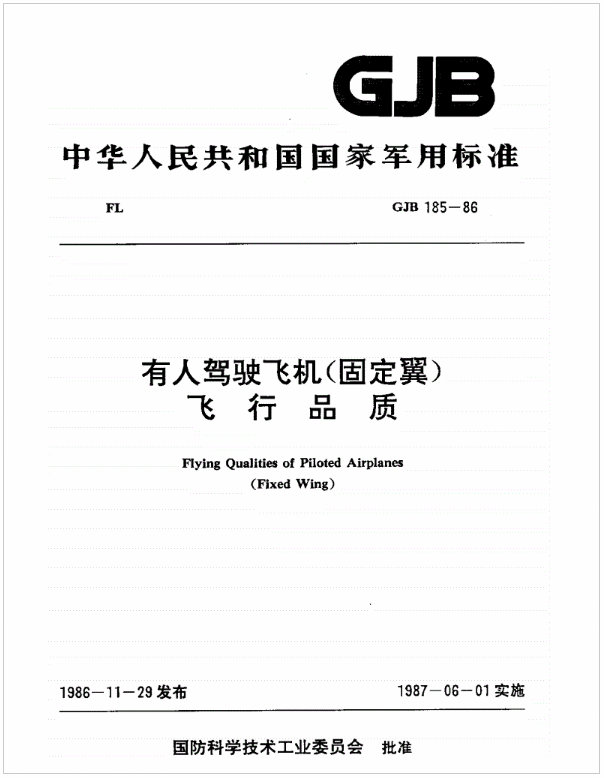 GJB
中华人民共和国国家军用标准
FL GJB 185—86
有人驾驶飞机(固定翼)
飞行品质
Flying Qualities of Piloted Airplanes
(Fixed Wing)
1986—11—29发布 1987—06—01实施
国防科学技术工业委员会 批准